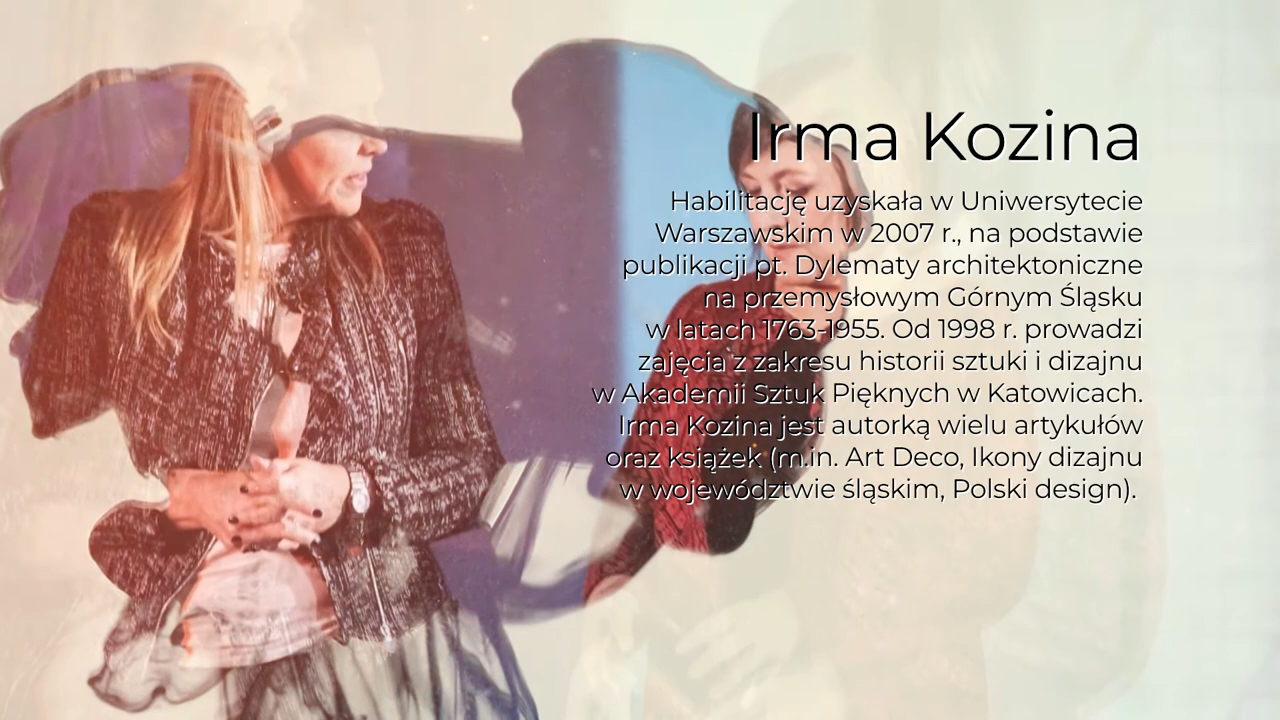 Irma Kozina
Habilitację uzyskała w Uniwersytecie
Warszawskim w 2007 r., na podstawie
publikacji pt. Dylematy architektoniczne
na przemysłowym Górnym Śląsku
w latach 1763-1955. Od 1998 r. prowadzi
zajęcia z zakresu historii sztuki i dizajnu
w Akademii Sztuk Pięknych w Katowicach.
Irma Kozina jest autorką wielu artykułów
oraz książek (m.in. Art Deco, Ikony dizajnu
w województwie śląskim, Polski design).